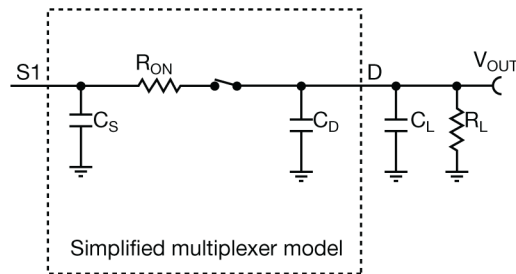 S1
R_ON
D
V_OUT
C_S
C_D
C_L
R_L
Simplified multiplexer model